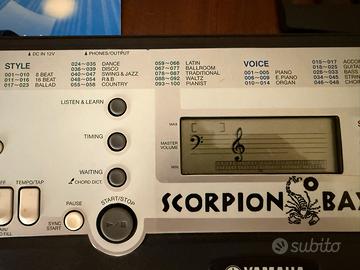 DC IN 12V
PHONES/OUTPUT
STYLE
001~010 8 BEAT
011~016 16 BEAT
017~023 BALLAD
024~035 DANCE
036~039 DISCO
040~047 SWING & JAZZ
048~054 R&B
055~058 COUNTRY
059~066 LATIN
067~077 BALLROOM
078~087 TRADITIONAL
088~092 WALTZ
093~100 PIANIST
VOICE
001~005 PIANO
006~009 E.PIANO
010~014 ORGAN
LISTEN & LEARN
TIMING
WAITING
CHORD DICT.
START/STOP
PAUSE
SYNC
START
TEMPO/TAP
MAX
MASTER
VOLUME
MIN
SCORPION BAY
YAMAHA
subito